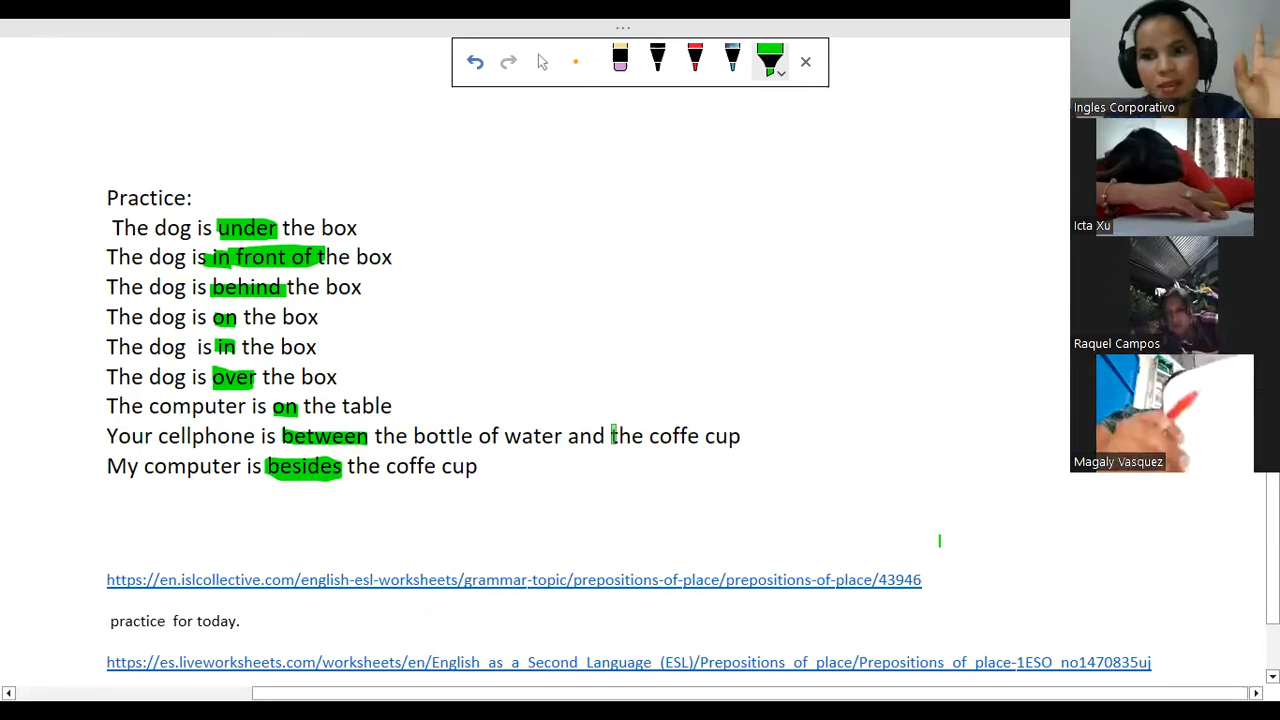 Practice:
The dog is under the box
The dog is in front of the box
The dog is behind the box
The dog is on the box
The dog is in the box
The dog is over the box
The computer is on the table
Your cellphone is between the bottle of water and the coffe cup
My computer is besides the coffe cup
https://en.islcollective.com/english-esl-worksheets/grammar-topic/prepositions-of-place/prepositions-of-place/43946
practice for today.
https://es.liveworksheets.com/worksheets/en/English_as_a_Second_Language_(ESL)/Prepositions_of_place/Prepositions_of_place-1ESO_no1470835uj
Ingles Corporativo
Icta Xu
Raquel Campos
Magaly Vasquez